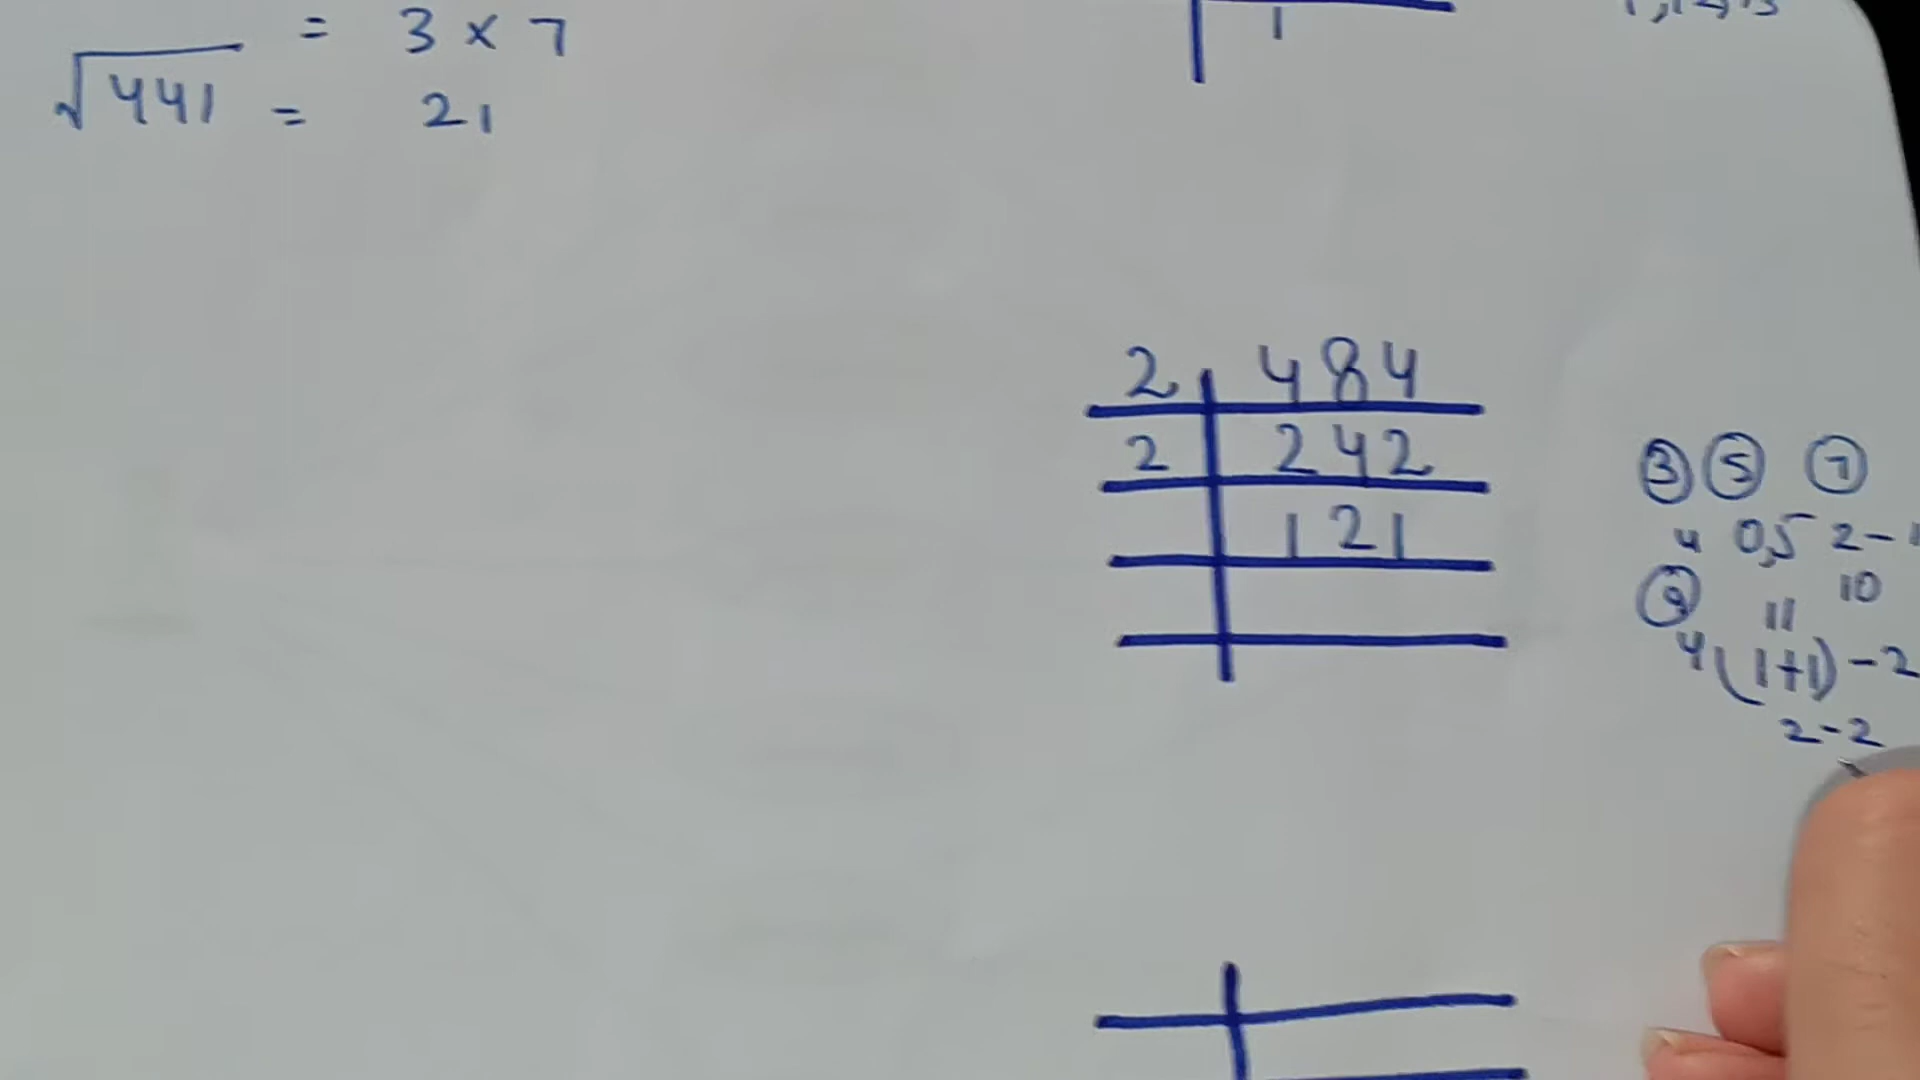 = 3 × 7
√441 = 21
1
2 484
2 242
121
3 5 7
4 0,5 2-1
9 11 10
4 (1+1)-2
2-2